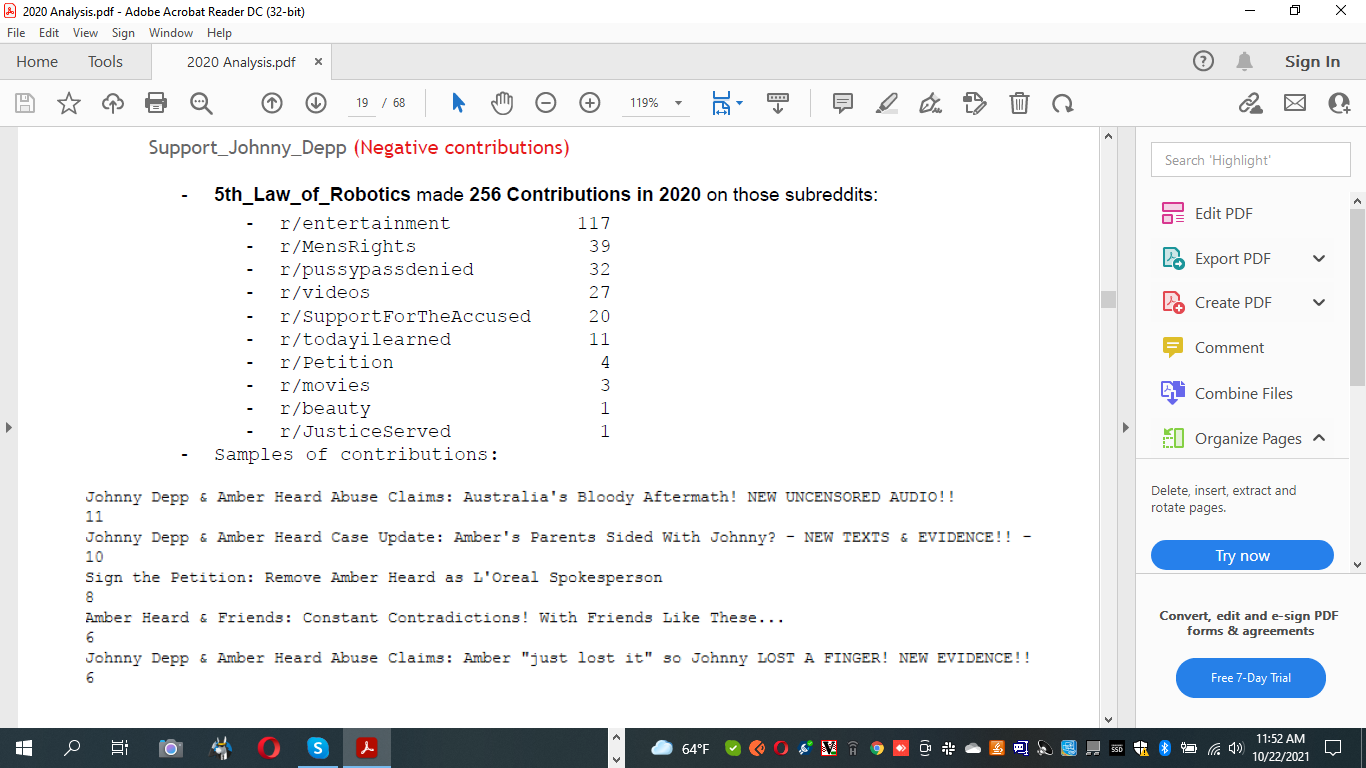 2020 Analysis.pdf - Adobe Acrobat Reader DC (32-bit)
File Edit View Sign Window Help
Home Tools 2020 Analysis.pdf × Sign In
19 / 68 119%
Support_Johnny_Depp (Negative contributions)
- 5th_Law_of_Robotics made 256 Contributions in 2020 on those subreddits:
- r/entertainment 117
- r/MensRights 39
- r/pussypassdenied 32
- r/videos 27
- r/SupportForTheAccused 20
- r/todayilearned 11
- r/Petition 4
- r/movies 3
- r/beauty 1
- r/JusticeServed 1
- Samples of contributions:
Johnny Depp & Amber Heard Abuse Claims: Australia's Bloody Aftermath! NEW UNCENSORED AUDIO!!
11
Johnny Depp & Amber Heard Case Update: Amber's Parents Sided With Johnny? - NEW TEXTS & EVIDENCE!! -
10
Sign the Petition: Remove Amber Heard as L'Oreal Spokesperson
8
Amber Heard & Friends: Constant Contradictions! With Friends Like These...
6
Johnny Depp & Amber Heard Abuse Claims: Amber "just lost it" so Johnny LOST A FINGER! NEW EVIDENCE!!
6
Search 'Highlight'
Edit PDF
Export PDF
Create PDF
Comment
Combine Files
Organize Pages
Delete, insert, extract and
rotate pages.
Try now
Convert, edit and e-sign PDF
forms & agreements
Free 7-Day Trial
64°F
SSD
11:52 AM
10/22/2021